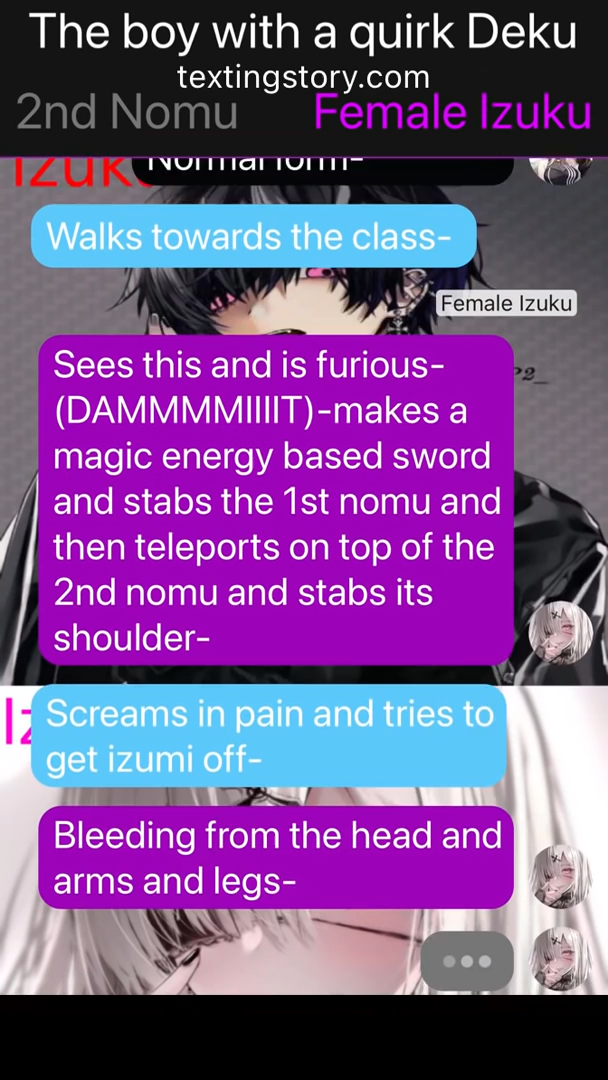 The boy with a quirk Deku
textingstory.com
2nd Nomu
Female Izuku
Normal form-
Walks towards the class-
Female Izuku
Sees this and is furious-
(DAMMMMIIIIT)-makes a
magic energy based sword
and stabs the 1st nomu and
then teleports on top of the
2nd nomu and stabs its
shoulder-
Screams in pain and tries to
get izumi off-
Bleeding from the head and
arms and legs-